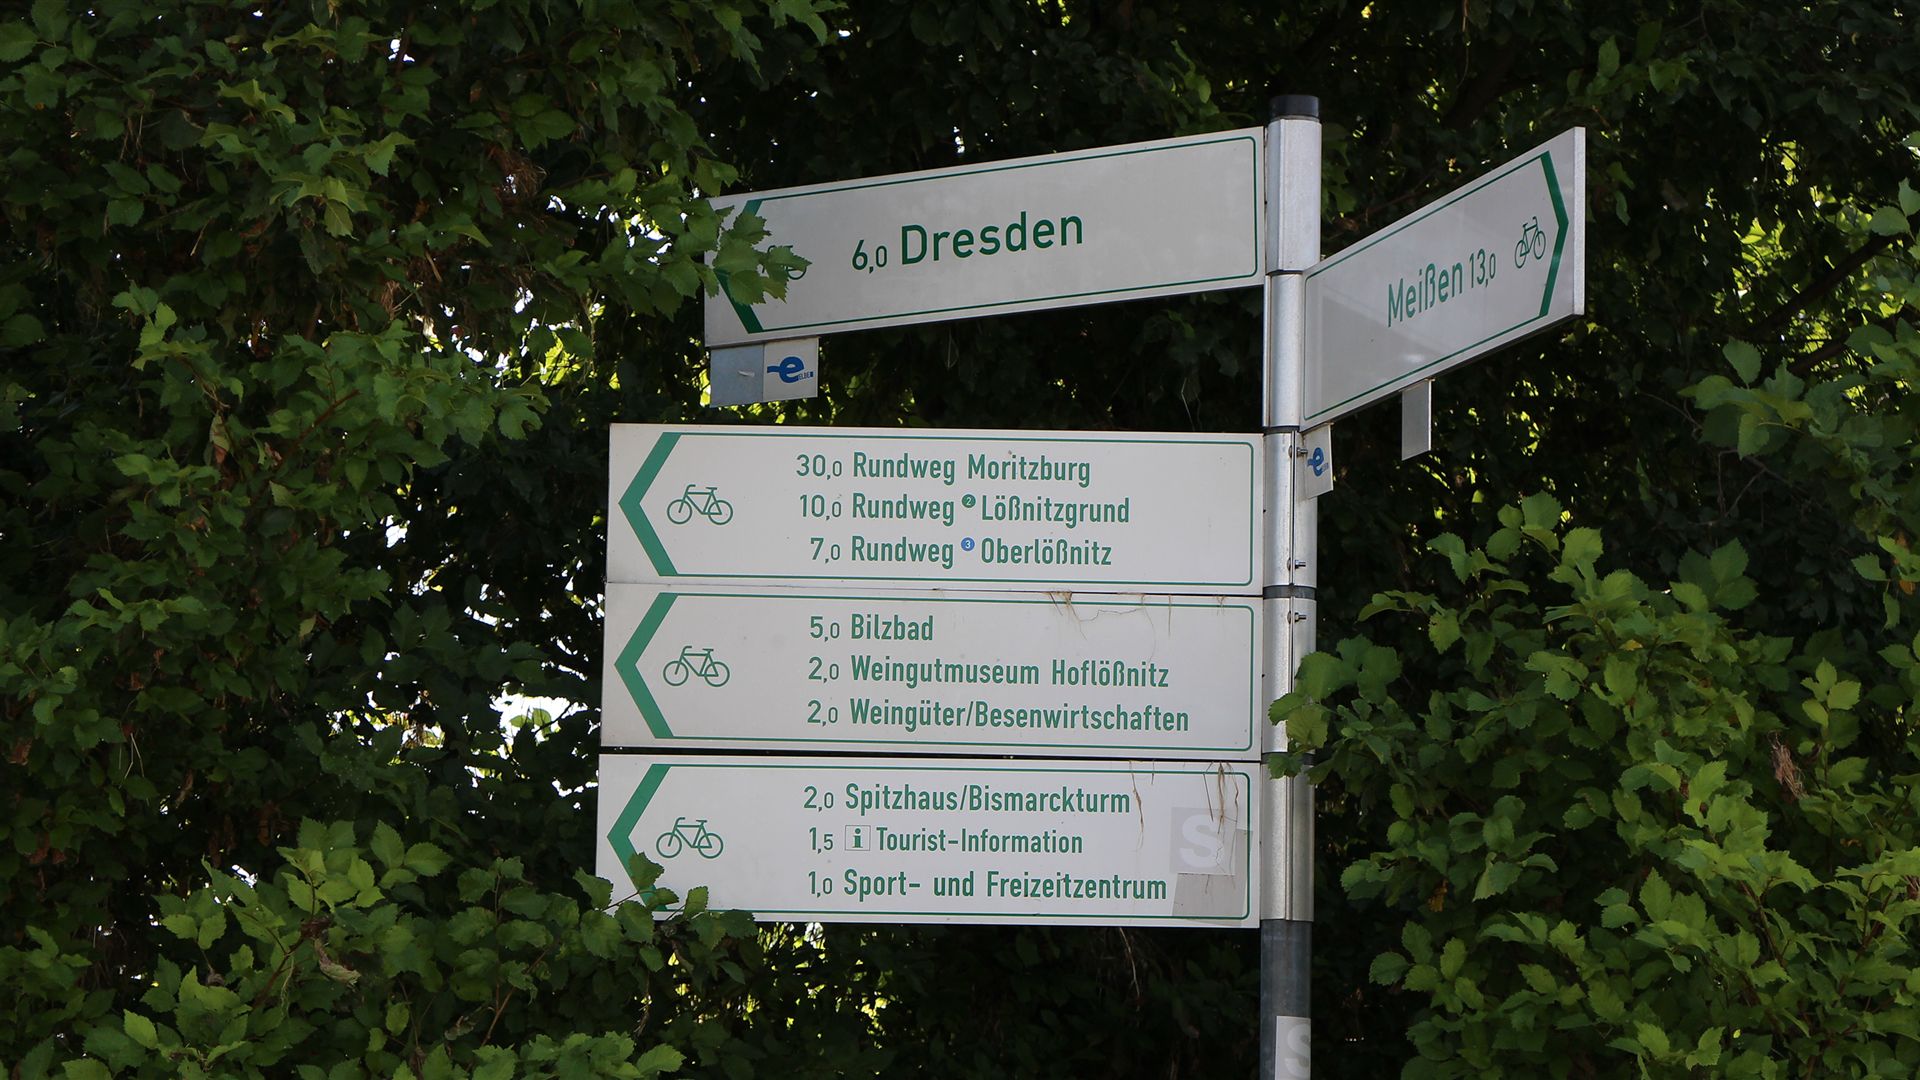 6,0 Dresden
Meißen 13,0
e
e
30,0 Rundweg Moritzburg
10,0 Rundweg 2 Lößnitzgrund
7,0 Rundweg 3 Oberlößnitz
5,0 Bilzbad
2,0 Weingutmuseum Hoflößnitz
2,0 Weingüter/Besenwirtschaften
2,0 Spitzhaus/Bismarckturm
1,5 i Tourist-Information
1,0 Sport- und Freizeitzentrum
S
S